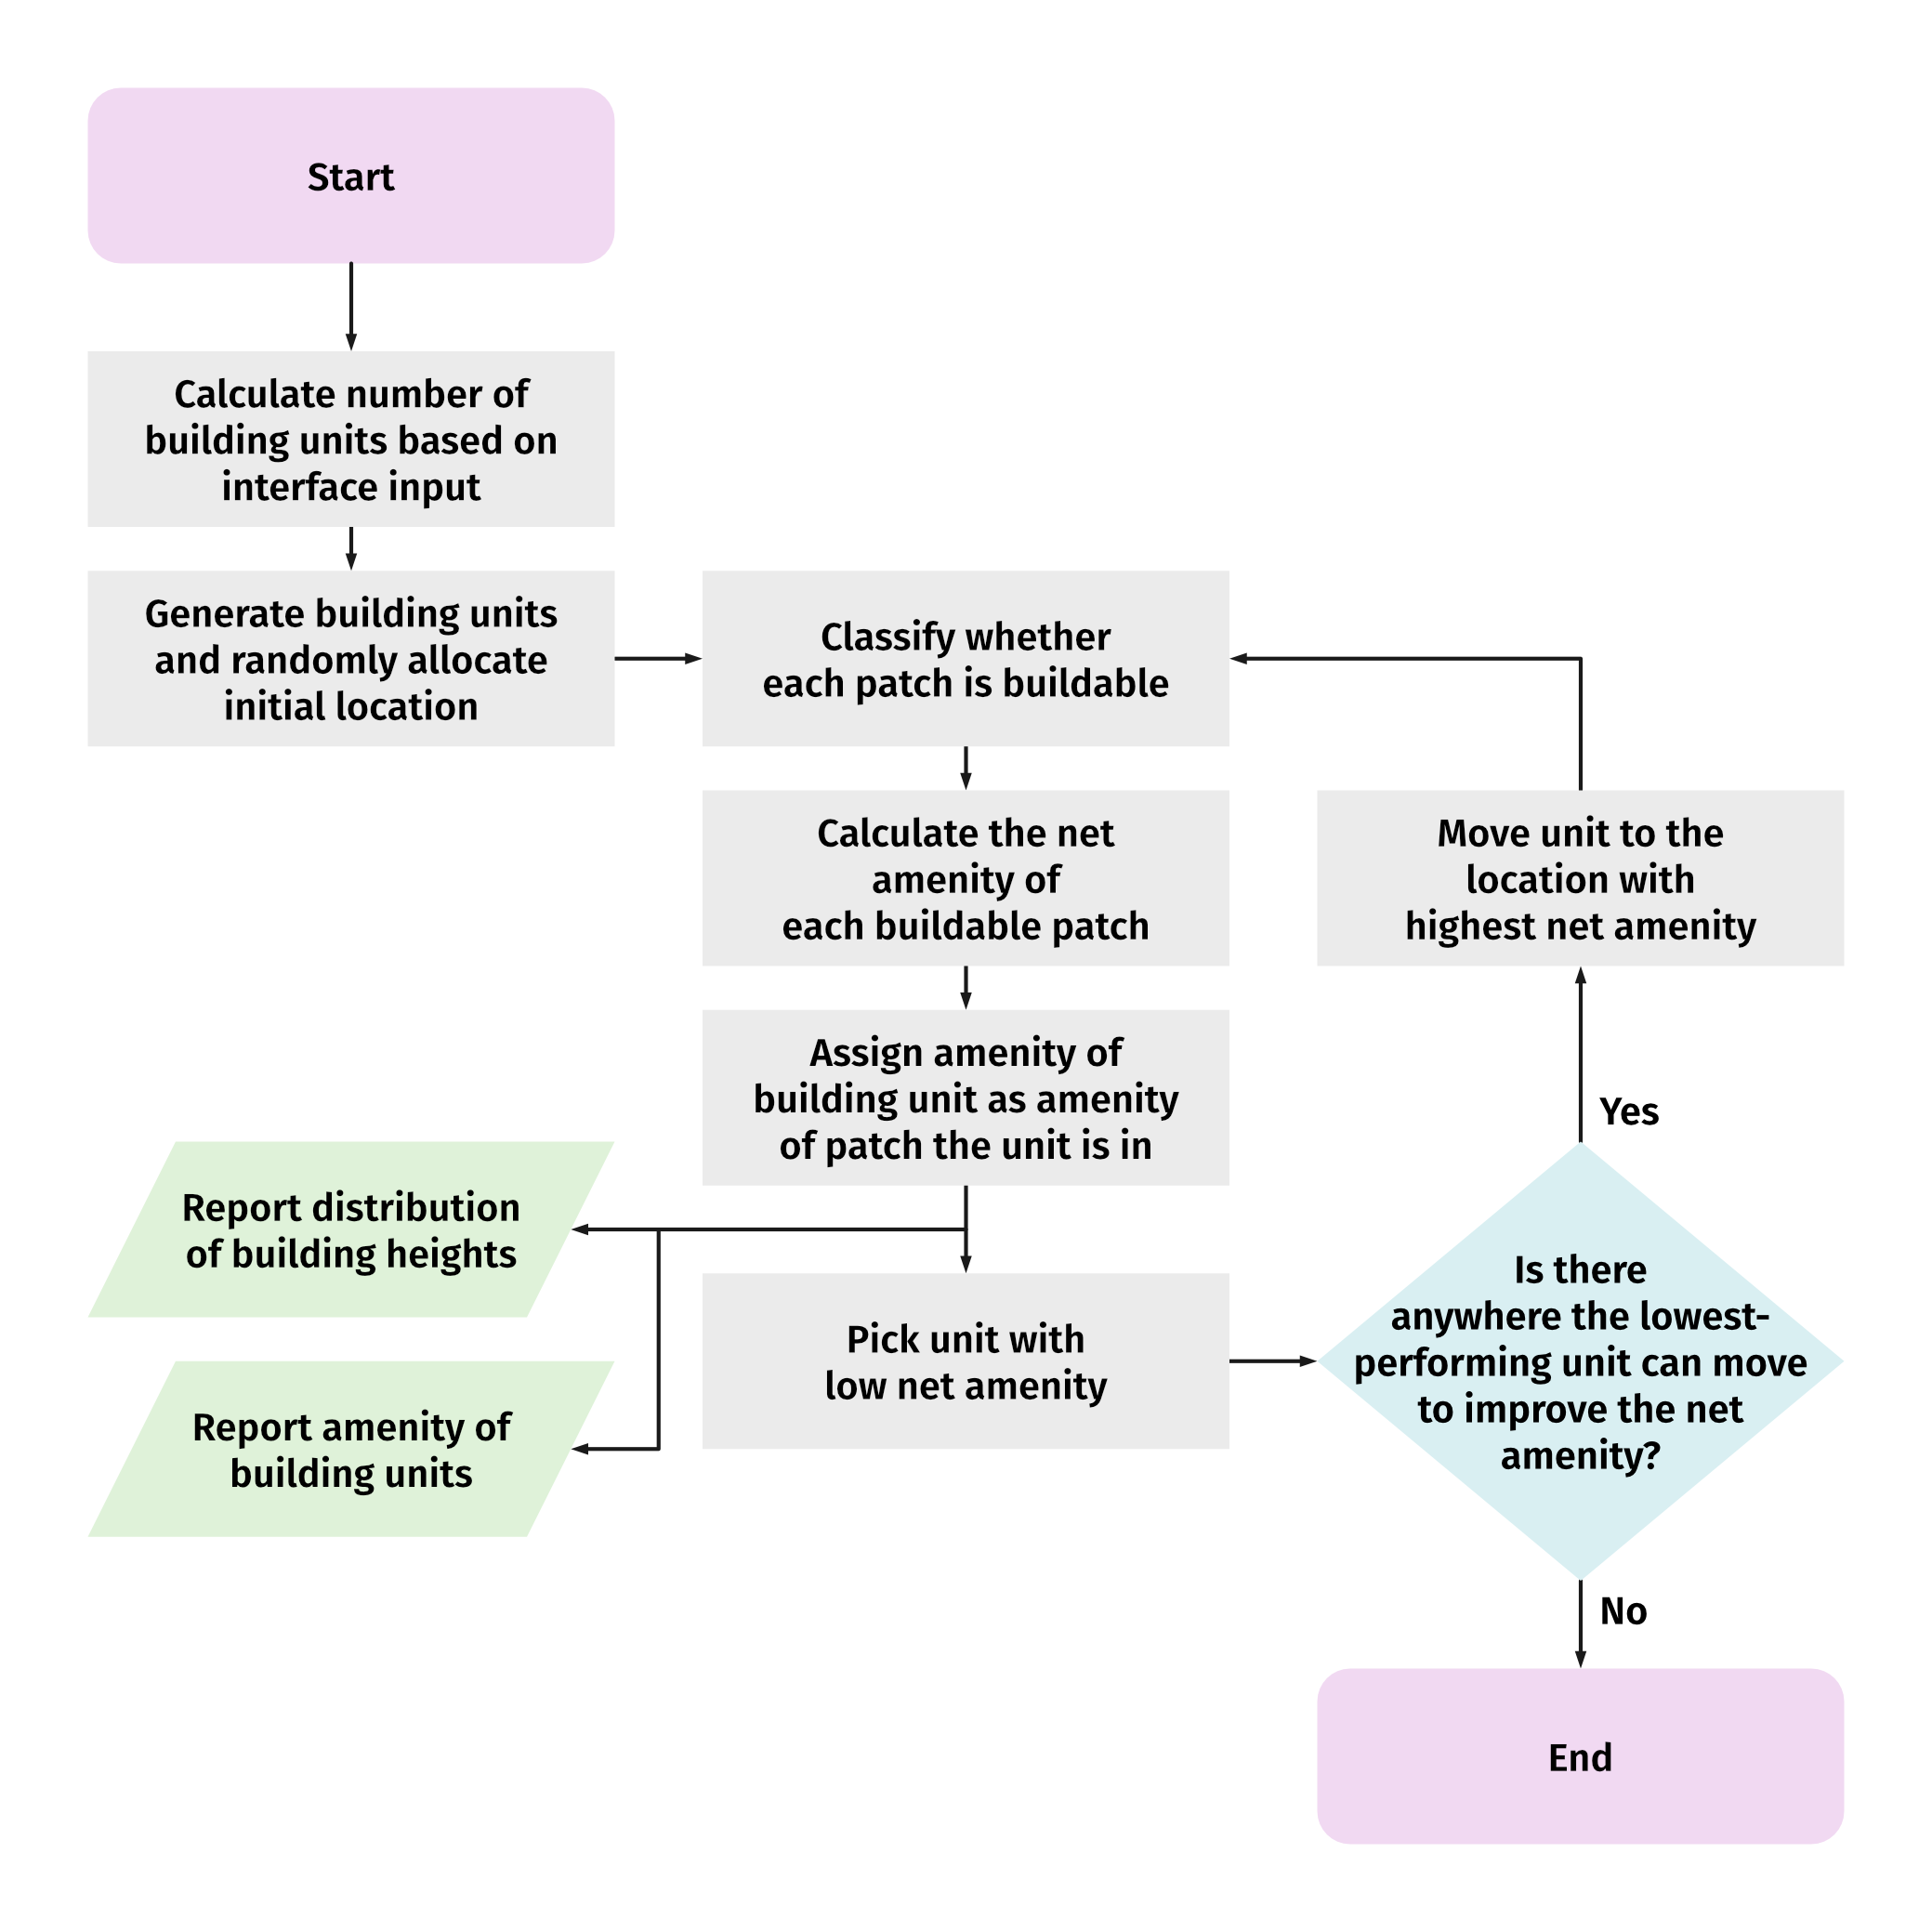 Start
Calculate number of
building units based on
interface input
Generate building units
and randomly allocate
initial location
Classify whether
each patch is buildable
Calculate the net
amenity of
each buildable patch
Assign amenity of
building unit as amenity
of patch the unit is in
Report distribution
of building heights
Report amenity of
building units
Pick unit with
low net amenity
Is there
anywhere the lowest-
performing unit can move
to improve the net
amenity?
Yes
Move unit to the
location with
highest net amenity
No
End